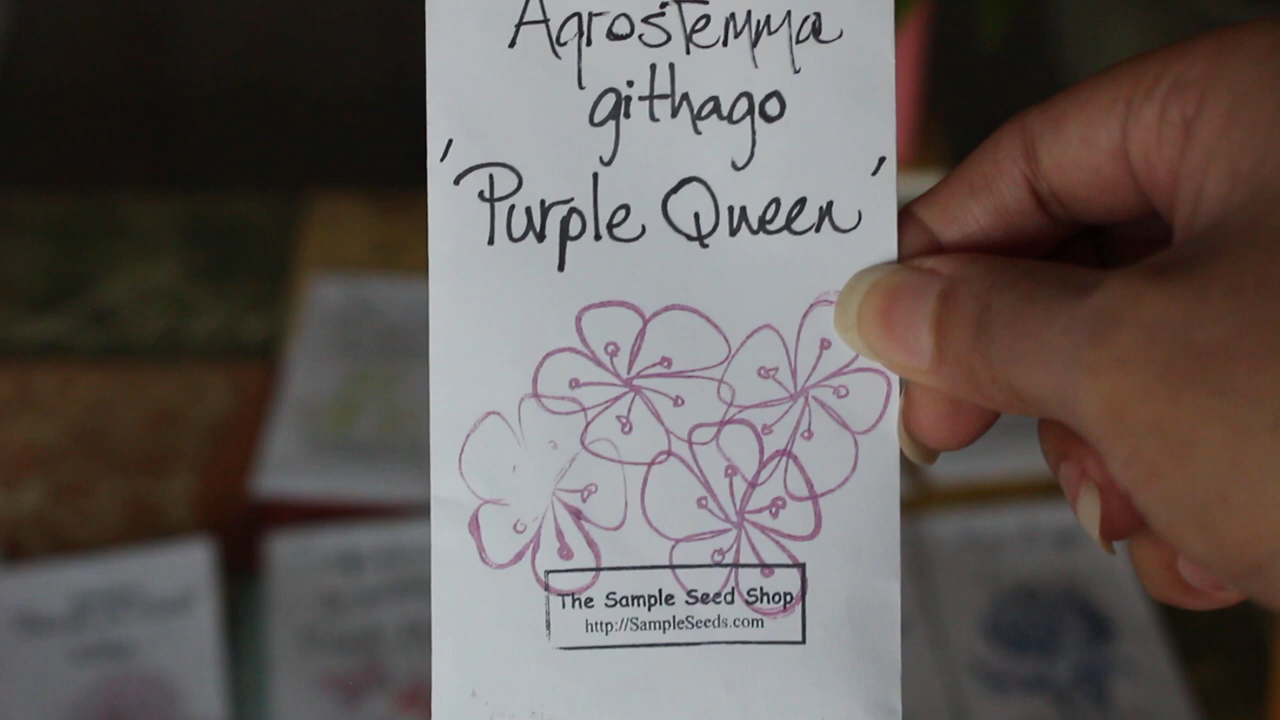 Agrostemma
githago
'Purple Queen'
The Sample Seed Shop
http://SampleSeeds.com